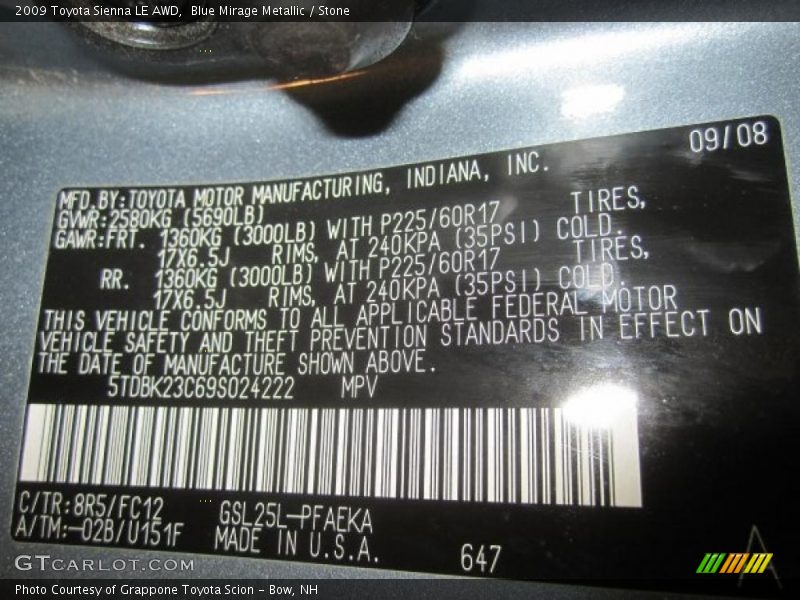 2009 Toyota Sienna LE AWD, Blue Mirage Metallic / Stone
09/08
MFD.BY:TOYOTA MOTOR MANUFACTURING, INDIANA, INC.
GVWR:2580KG (5690LB)
GAWR:FRT. 1360KG (3000LB) WITH P225/60R17 TIRES,
17X6.5J RIMS, AT 240KPA (35PSI) COLD.
RR. 1360KG (3000LB) WITH P225/60R17 TIRES,
17X6.5J RIMS, AT 240KPA (35PSI) COLD.
THIS VEHICLE CONFORMS TO ALL APPLICABLE FEDERAL MOTOR
VEHICLE SAFETY AND THEFT PREVENTION STANDARDS IN EFFECT ON
THE DATE OF MANUFACTURE SHOWN ABOVE.
5TDBK23C69S024222 MPV
C/TR:8R5/FC12 GSL25L-PFAEKA
A/TM:-02B/U151F MADE IN U.S.A. 647
A
GTCARLOT.COM
Photo Courtesy of Grappone Toyota Scion - Bow, NH